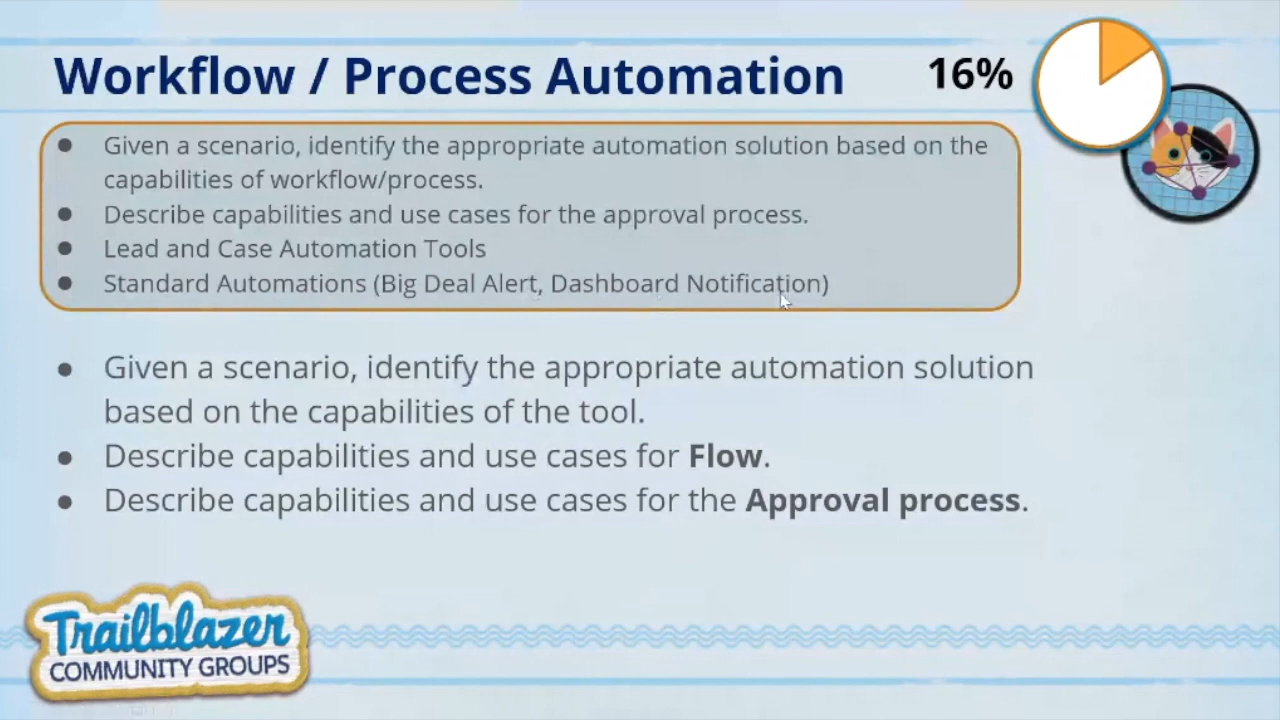 Workflow / Process Automation
16%
● Given a scenario, identify the appropriate automation solution based on the
capabilities of workflow/process.
● Describe capabilities and use cases for the approval process.
● Lead and Case Automation Tools
● Standard Automations (Big Deal Alert, Dashboard Notification)
● Given a scenario, identify the appropriate automation solution
based on the capabilities of the tool.
● Describe capabilities and use cases for Flow.
● Describe capabilities and use cases for the Approval process.
Trailblazer
COMMUNITY GROUPS